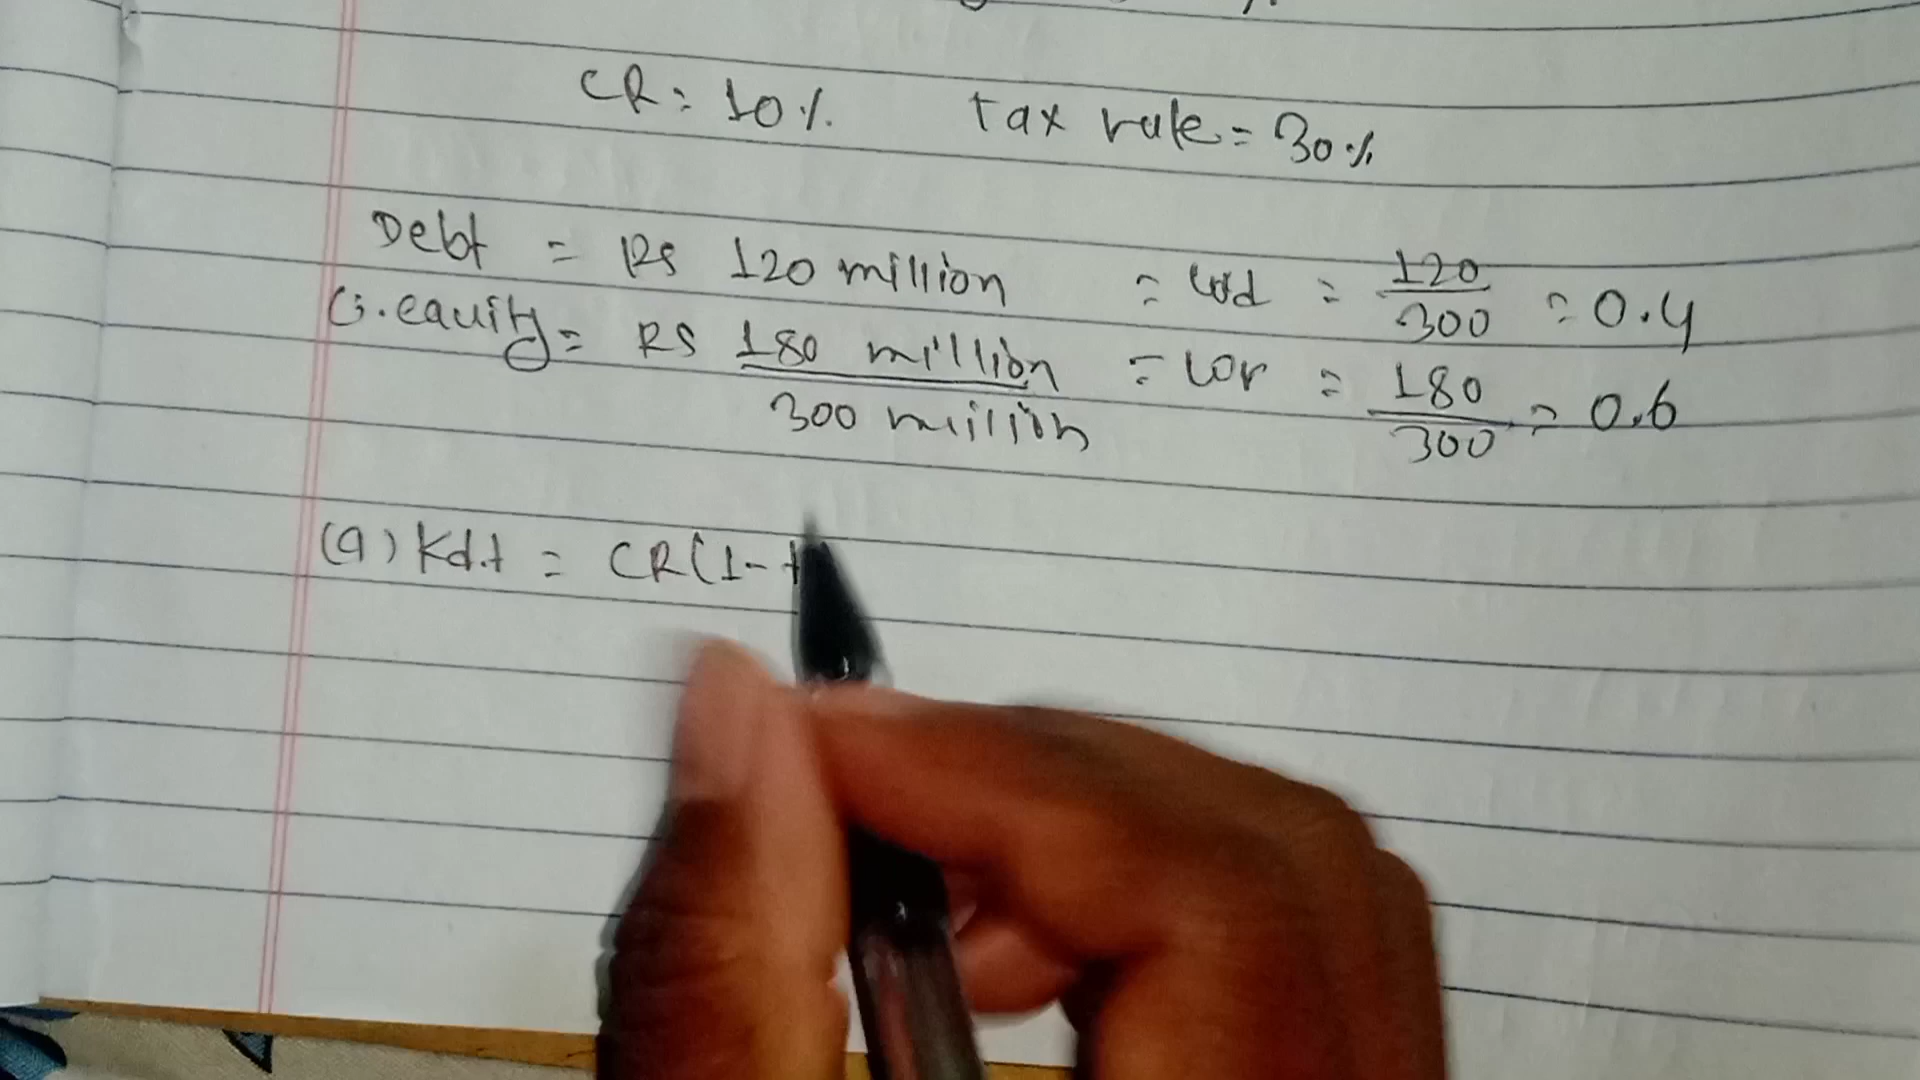 CR = 10% tax rate = 30%
Debt = RS 120 million = wd = 120/300 = 0.4
C. equity = RS 180 million = wr = 180/300 = 0.6
300 million
(a) Kd.t = CR(1-t